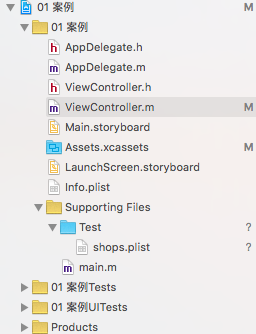 01 案例 M
01 案例
AppDelegate.h
AppDelegate.m
ViewController.h
ViewController.m M
Main.storyboard
Assets.xcassets M
LaunchScreen.storyboard
Info.plist
Supporting Files
Test ?
shops.plist ?
main.m
01 案例Tests
01 案例UITests
Products